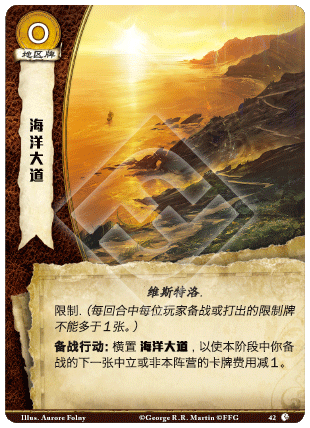 0
地区牌
海洋大道
维斯特洛.
限制. (每回合中每位玩家备战或打出的限制牌
不能多于1张。)
备战行动: 横置 海洋大道，以使本阶段中你备
战的下一张中立或非本阵营的卡牌费用减1。
Illus. Aurore Folny ©George R.R. Martin ©FFG 42